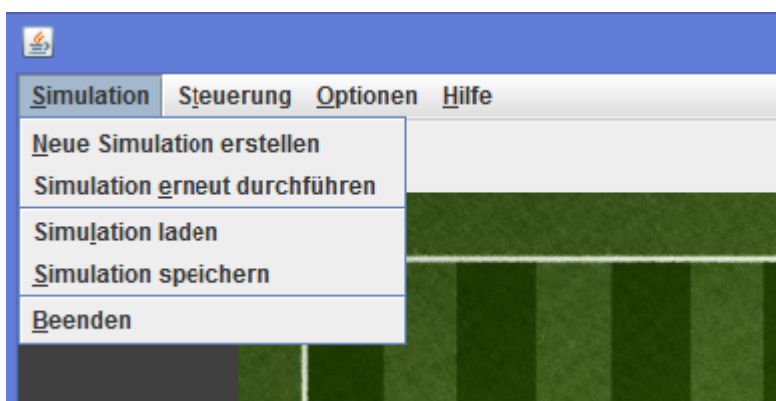 Simulation Steuerung Optionen Hilfe
Neue Simulation erstellen
Simulation erneut durchführen
Simulation laden
Simulation speichern
Beenden